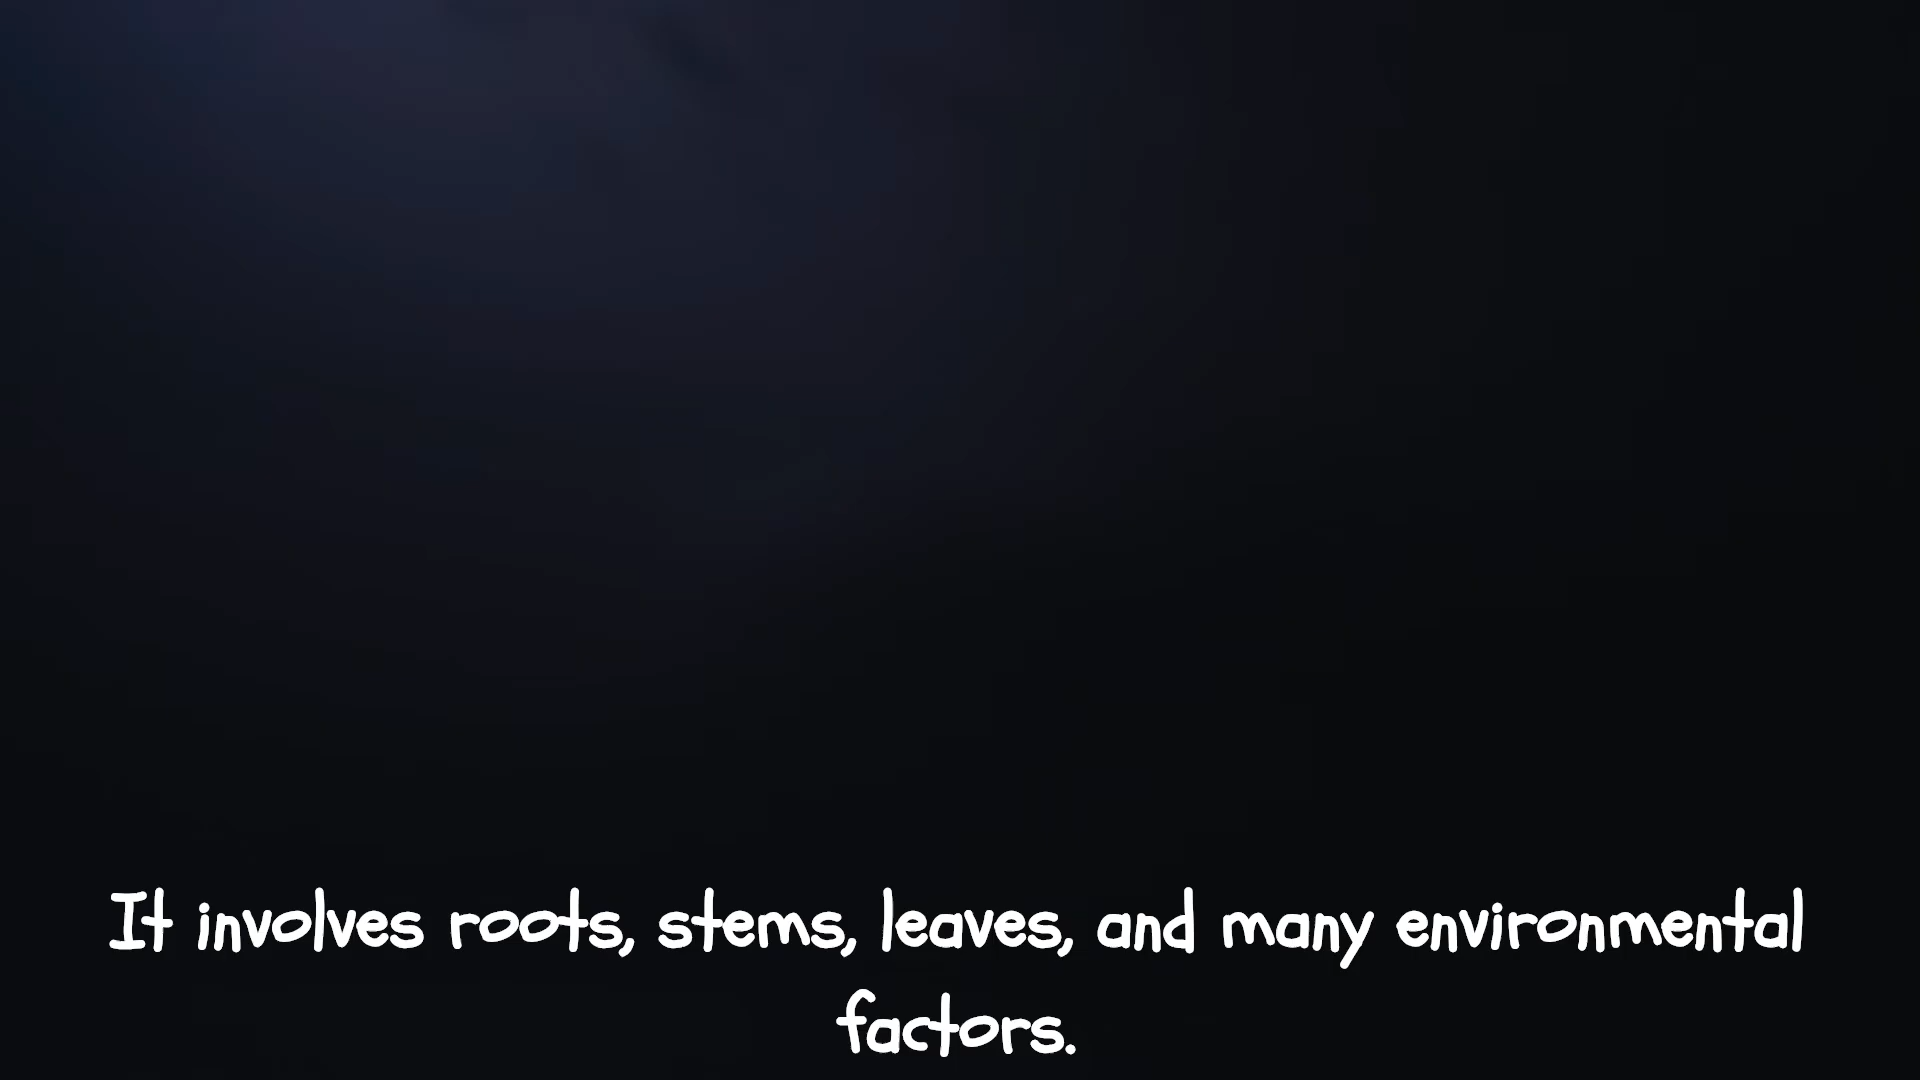 It involves roots, stems, leaves, and many environmental
factors.